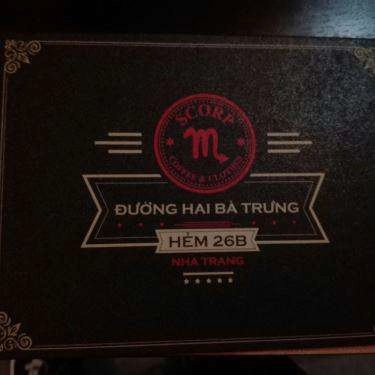 SCORP
COFFEE & CLOTHES
ĐƯỜNG HAI BÀ TRƯNG
HẺM 26B
NHA TRANG